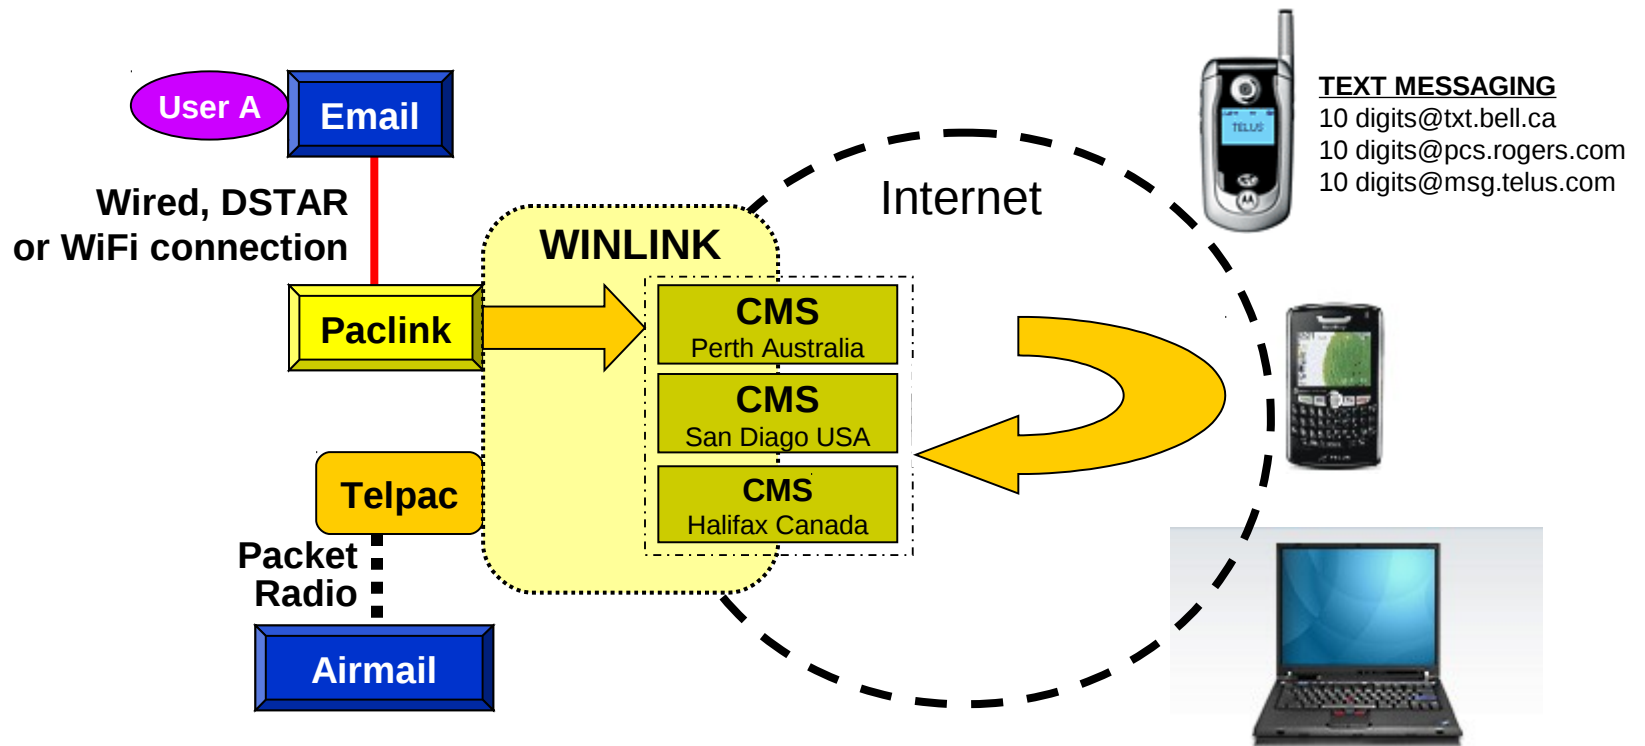 User A
Email
Wired, DSTAR
or WiFi connection
Paclink
WINLINK
CMS
Perth Australia
CMS
San Diago USA
CMS
Halifax Canada
Telpac
Packet
Radio
Airmail
Internet
TEXT MESSAGING
10 digits@txt.bell.ca
10 digits@pcs.rogers.com
10 digits@msg.telus.com
TELUS
TELUS